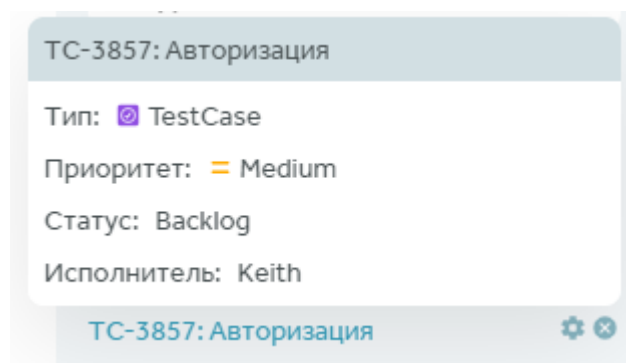 TC-3857: Авторизация
Тип: TestCase
Приоритет: Medium
Статус: Backlog
Исполнитель: Keith
TC-3857: Авторизация